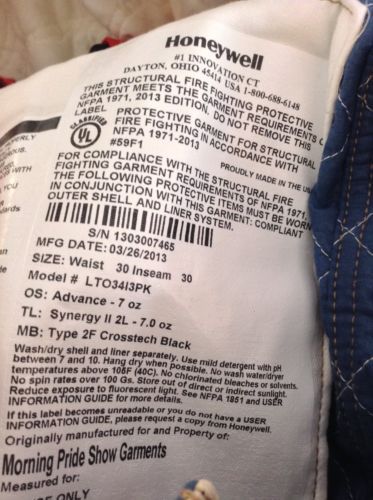 Honeywell
#1 INNOVATION CT
DAYTON, OHIO 45414 USA 1-800-688-6148
THIS STRUCTURAL FIRE FIGHTING PROTECTIVE
GARMENT MEETS THE GARMENT REQUIREMENTS
NFPA 1971, 2013 EDITION. DO NOT REMOVE THIS
LABEL
PROTECTIVE GARMENT FOR STRUCTURAL
FIRE FIGHTING IN ACCORDANCE WITH
NFPA 1971-2013
#59F1
CLASSIFIED
UL
PROUDLY MADE IN THE
FOR COMPLIANCE WITH THE STRUCTURAL FIRE
FIGHTING GARMENT REQUIREMENTS OF NFPA 1971,
THE FOLLOWING PROTECTIVE ITEMS MUST BE WORN
IN CONJUNCTION WITH THIS GARMENT: COMPLIANT
OUTER SHELL AND LINER SYSTEM.
S/N 1303007465
MFG DATE: 03/26/2013
SIZE: Waist 30 Inseam 30
Model # LTO34I3PK
OS: Advance - 7 oz
TL: Synergy II 2L - 7.0 oz
MB: Type 2F Crosstech Black
Wash/dry shell and liner separately. Use mild detergent with pH
between 7 and 10. Hang dry when possible. No wash water/dryer
temperatures above 105F (40C). No chlorinated bleaches or solvents.
No spin rates over 100 Gs. Store out of direct or indirect sunlight.
Reduce exposure to fluorescent light. See NFPA 1851 and USER
INFORMATION GUIDE for more details.
If this label becomes unreadable or you do not have a USER
INFORMATION GUIDE, please request a copy from Honeywell.
Originally manufactured for and Property of:
Morning Pride Show Garments
Measured for:
ONLY